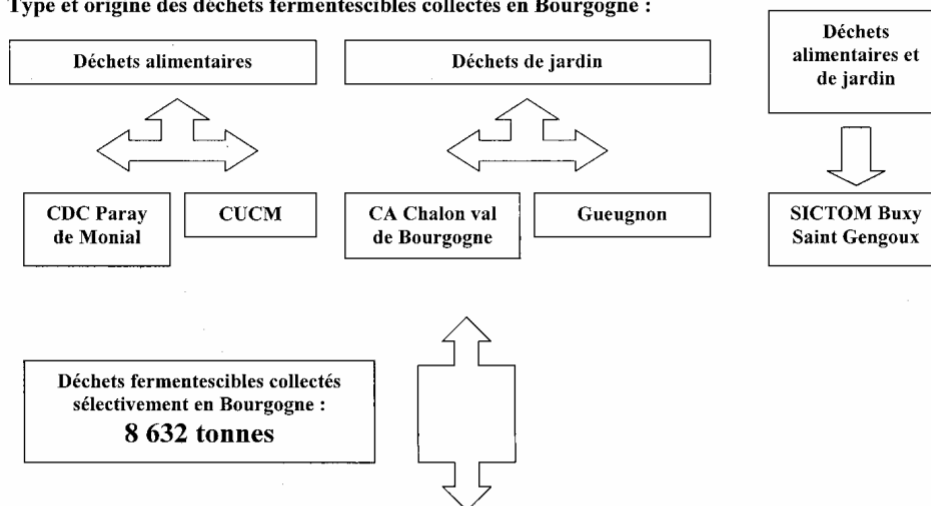 Type et origine des déchets fermentescibles collectés en Bourgogne :
Déchets alimentaires
Déchets de jardin
Déchets
alimentaires et
de jardin
CDC Paray
de Monial
CUCM
CA Chalon val
de Bourgogne
Gueugnon
SICTOM Buxy
Saint Gengoux
Déchets fermentescibles collectés
sélectivement en Bourgogne :
8 632 tonnes